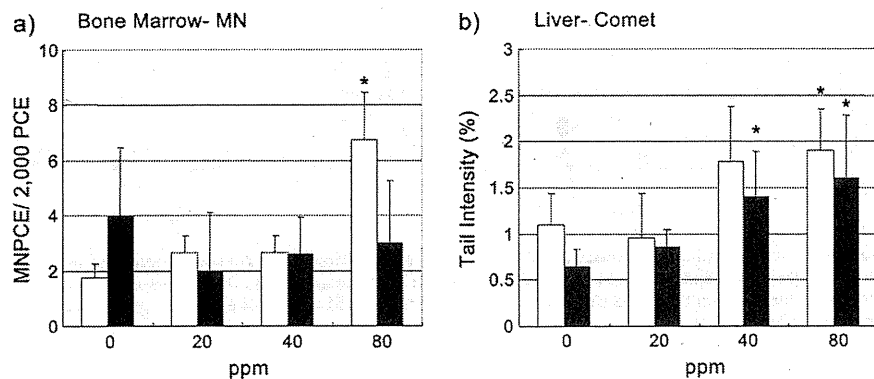 a) Bone Marrow- MN
MNPCE/ 2,000 PCE
10
8
6
4
2
0
*
0 20 40 80
ppm
b) Liver- Comet
Tail Intensity (%)
3
2.5
2
1.5
1
0.5
0
* * *
0 20 40 80
ppm